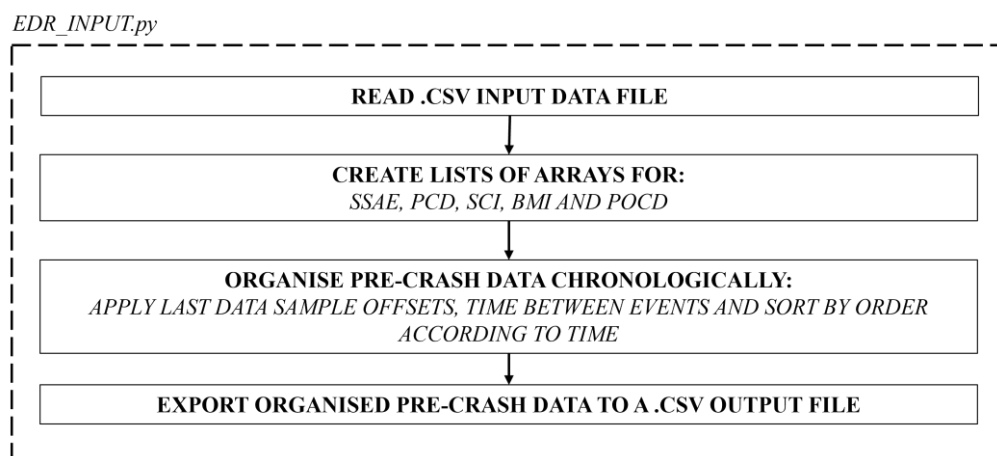 EDR_INPUT.py
READ .CSV INPUT DATA FILE
CREATE LISTS OF ARRAYS FOR:
SSAE, PCD, SCI, BMI AND POCD
ORGANISE PRE-CRASH DATA CHRONOLOGICALLY:
APPLY LAST DATA SAMPLE OFFSETS, TIME BETWEEN EVENTS AND SORT BY ORDER
ACCORDING TO TIME
EXPORT ORGANISED PRE-CRASH DATA TO A .CSV OUTPUT FILE